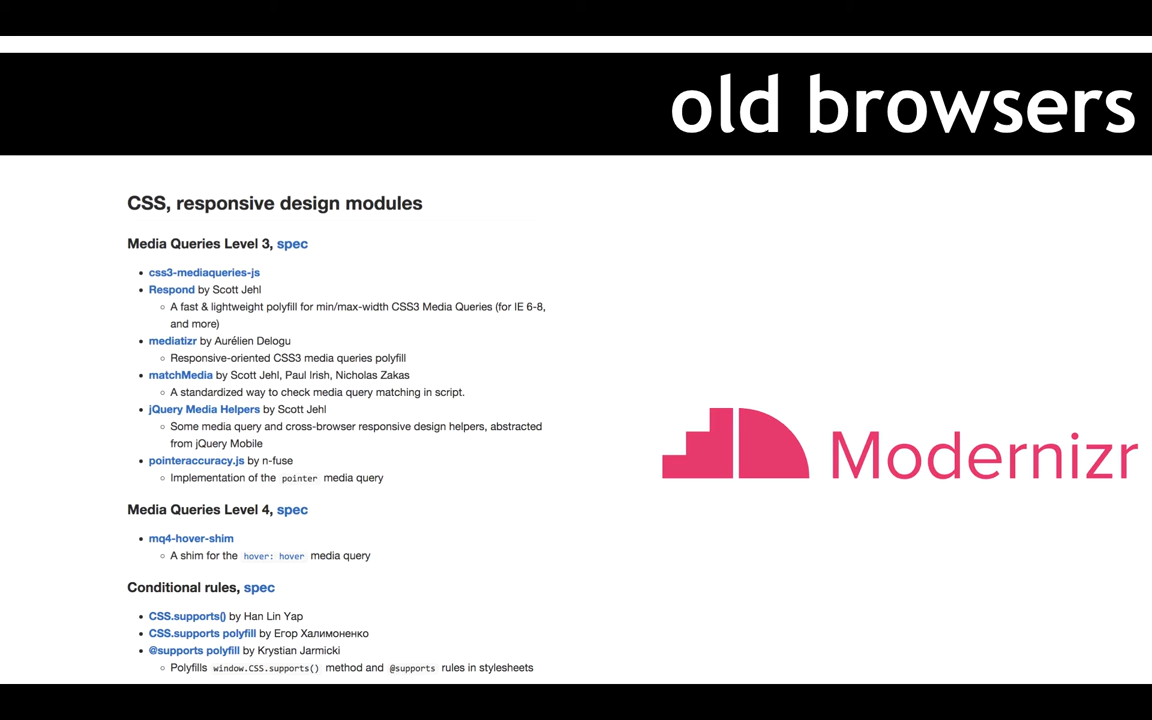 old browsers
CSS, responsive design modules
Media Queries Level 3, spec
css3-mediaqueries-js
Respond by Scott Jehl
A fast & lightweight polyfill for min/max-width CSS3 Media Queries (for IE 6-8,
and more)
mediatizr by Aurélien Delogu
Responsive-oriented CSS3 media queries polyfill
matchMedia by Scott Jehl, Paul Irish, Nicholas Zakas
A standardized way to check media query matching in script.
jQuery Media Helpers by Scott Jehl
Some media query and cross-browser responsive design helpers, abstracted
from jQuery Mobile
pointeraccuracy.js by n-fuse
Implementation of the pointer media query
Media Queries Level 4, spec
mq4-hover-shim
A shim for the hover: hover media query
Conditional rules, spec
CSS.supports() by Han Lin Yap
CSS.supports polyfill by Егор Халимоненко
@supports polyfill by Krystian Jarmicki
Polyfills window.CSS.supports() method and @supports rules in stylesheets
Modernizr